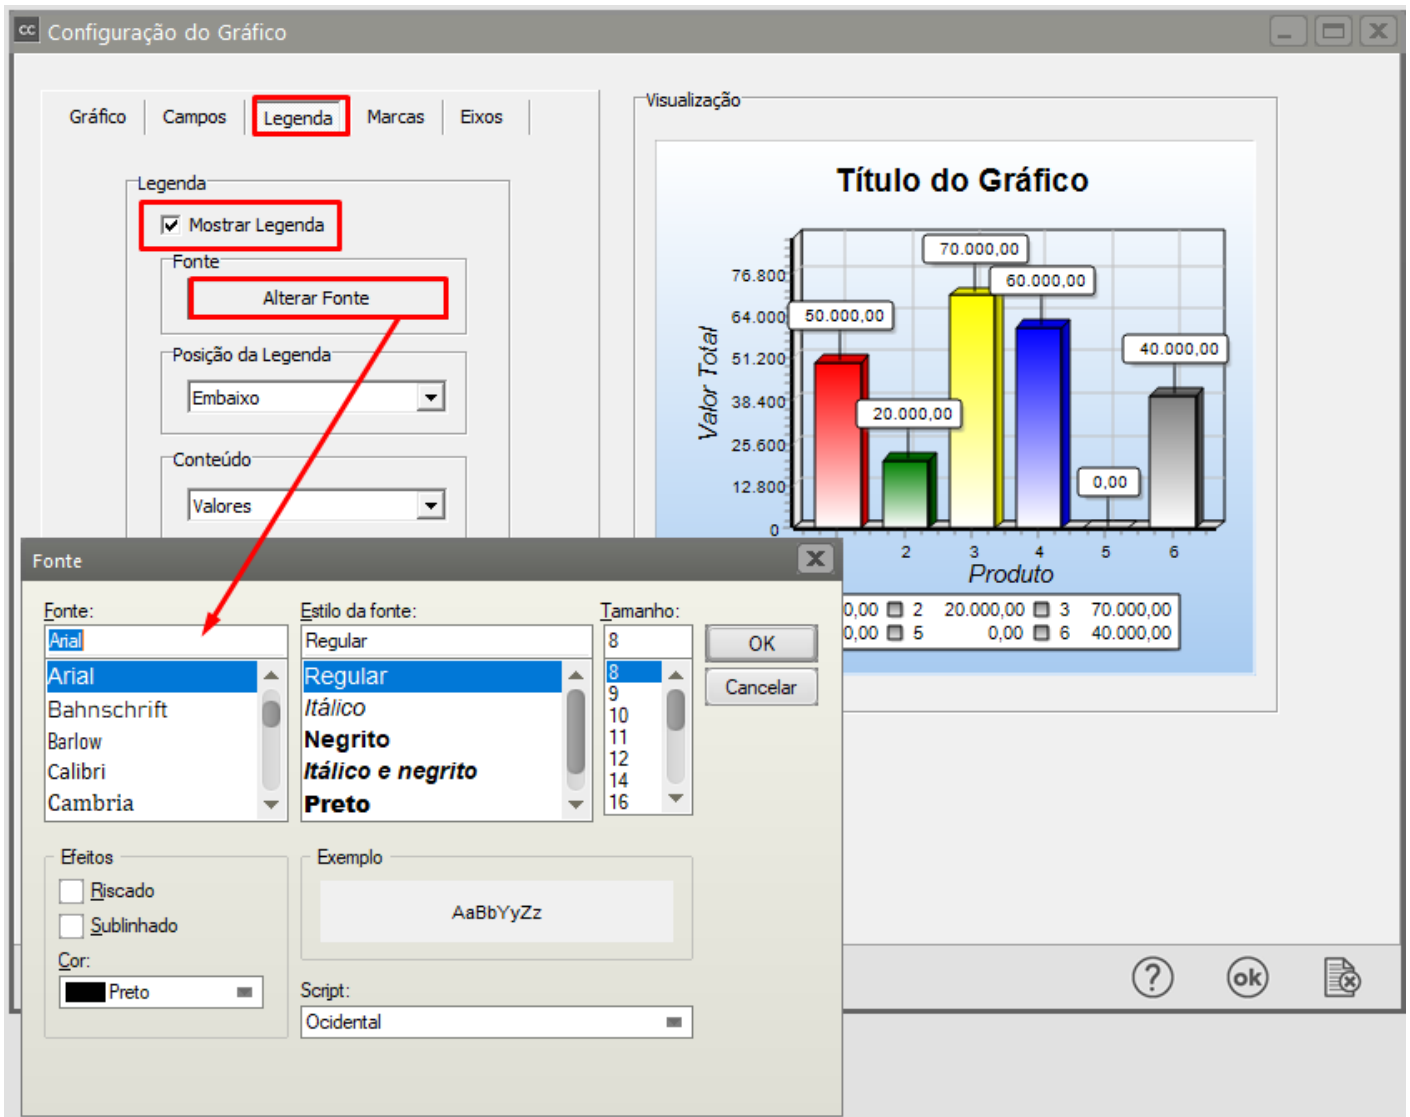 cc Configuração do Gráfico
Gráfico Campos Legenda Marcas Eixos
Legenda
Mostrar Legenda
Fonte
Alterar Fonte
Posição da Legenda
Embaixo
Conteúdo
Valores
Visualização
Título do Gráfico
Valor Total
76.800
64.000
51.200
38.400
25.600
12.800
0
50.000,00
20.000,00
70.000,00
60.000,00
0,00
40.000,00
2 3 4 5 6
Produto
0,00 2 20.000,00 3 70.000,00
0,00 5 0,00 6 40.000,00
Fonte
Fonte:
Arial
Arial
Bahnschrift
Barlow
Calibri
Cambria
Estilo da fonte:
Regular
Regular
Itálico
Negrito
Itálico e negrito
Preto
Tamanho:
8
8
9
10
11
12
14
16
OK
Cancelar
Efeitos
Riscado
Sublinhado
Cor:
Preto
Exemplo
AaBbYyZz
Script:
Ocidental
?
ok